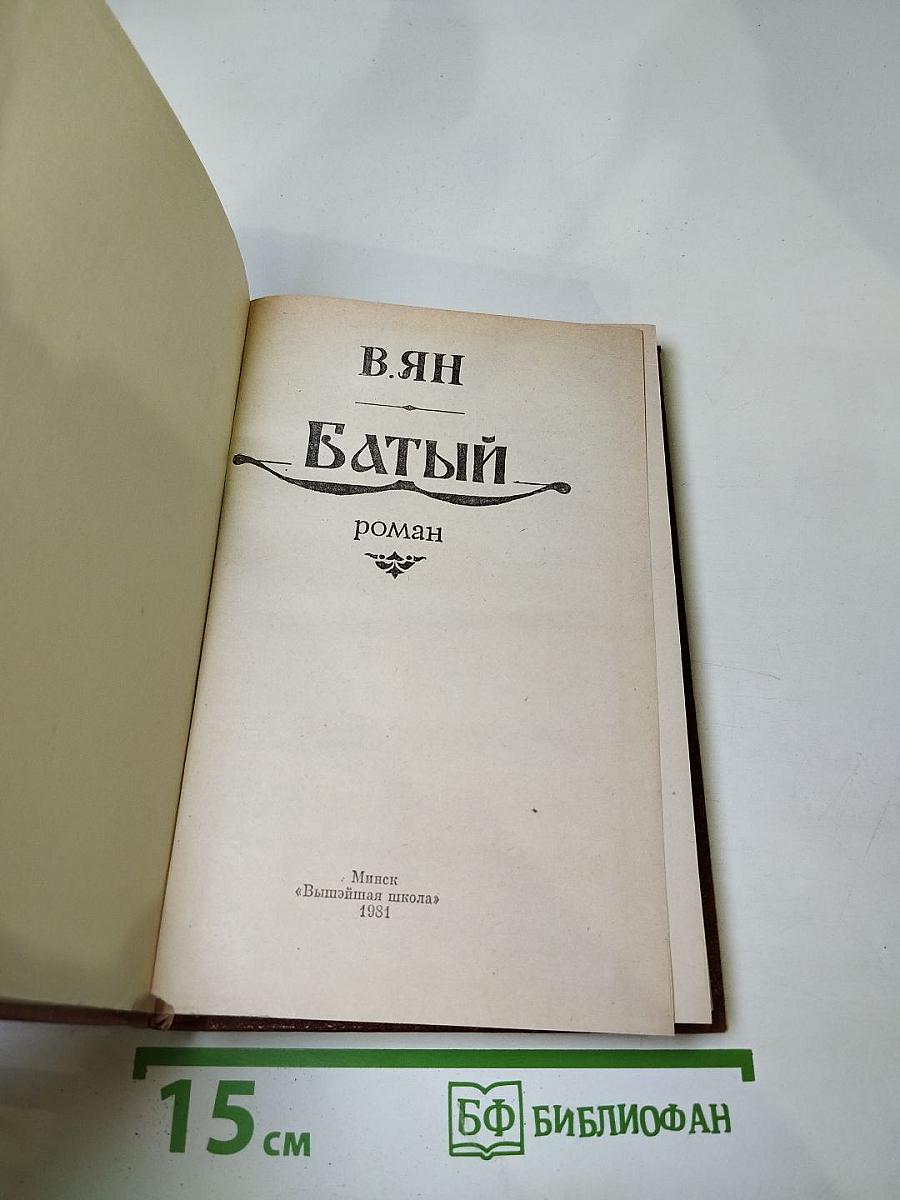 В. ЯН
БАТЫЙ
роман
Минск
«Вышэйшая школа»
1981
15 см
БФ БИБЛИОФАН